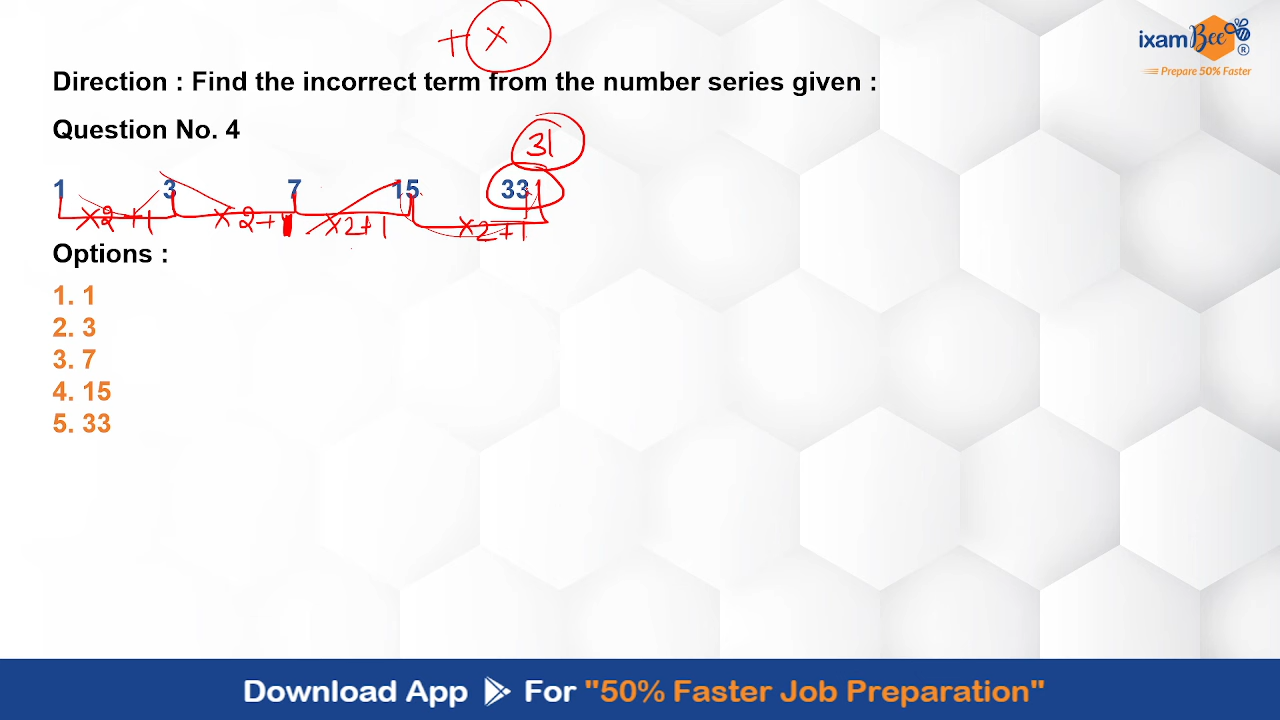 + ×
ixamBee®
Prepare 50% Faster
Direction : Find the incorrect term from the number series given :
Question No. 4
31
1 3 7 15 33
×2+1 ×2+1 ×2+1 ×2+1
Options :
1. 1
2. 3
3. 7
4. 15
5. 33
Download App For "50% Faster Job Preparation"